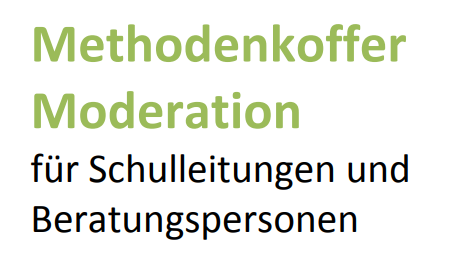 Methodenkoffer
Moderation
für Schulleitungen und
Beratungspersonen